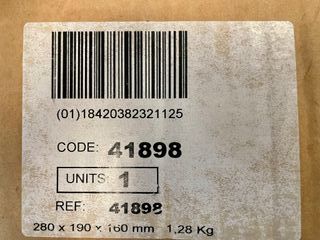 (01)18420382321125
CODE: 41898
UNITS: 1
REF: 41898
280 x 190 x 160 mm 1,28 Kg